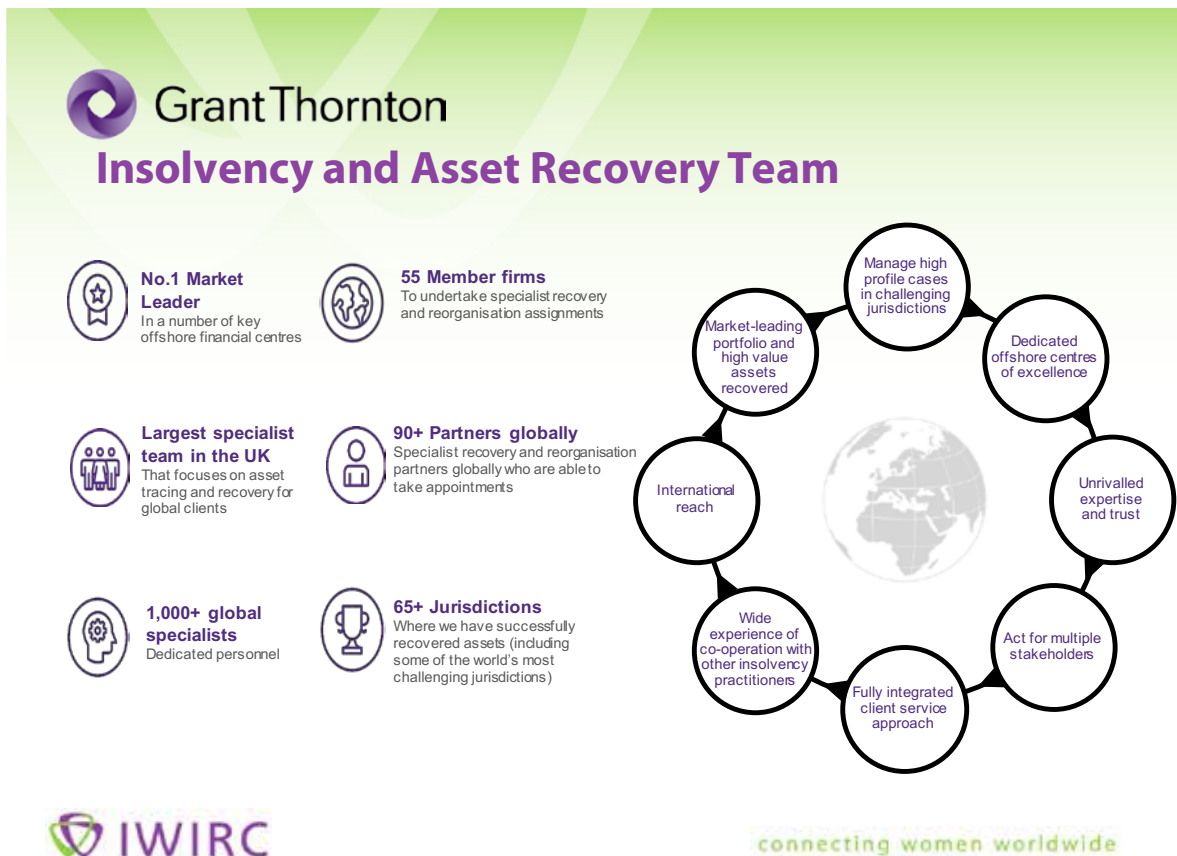 Grant Thornton
Insolvency and Asset Recovery Team
No.1 Market
Leader
In a number of key
offshore financial centres
55 Member firms
To undertake specialist recovery
and reorganisation assignments
Largest specialist
team in the UK
That focuses on asset
tracing and recovery for
global clients
90+ Partners globally
Specialist recovery and reorganisation
partners globally who are able to
take appointments
1,000+ global
specialists
Dedicated personnel
65+ Jurisdictions
Where we have successfully
recovered assets (including
some of the world's most
challenging jurisdictions)
Manage high
profile cases
in challenging
jurisdictions
Dedicated
offshore centres
of excellence
Unrivalled
expertise
and trust
Act for multiple
stakeholders
Fully integrated
client service
approach
Wide
experience of
co-operation with
other insolvency
practitioners
International
reach
Market-leading
portfolio and
high value
assets
recovered
IWIRC
connecting women worldwide